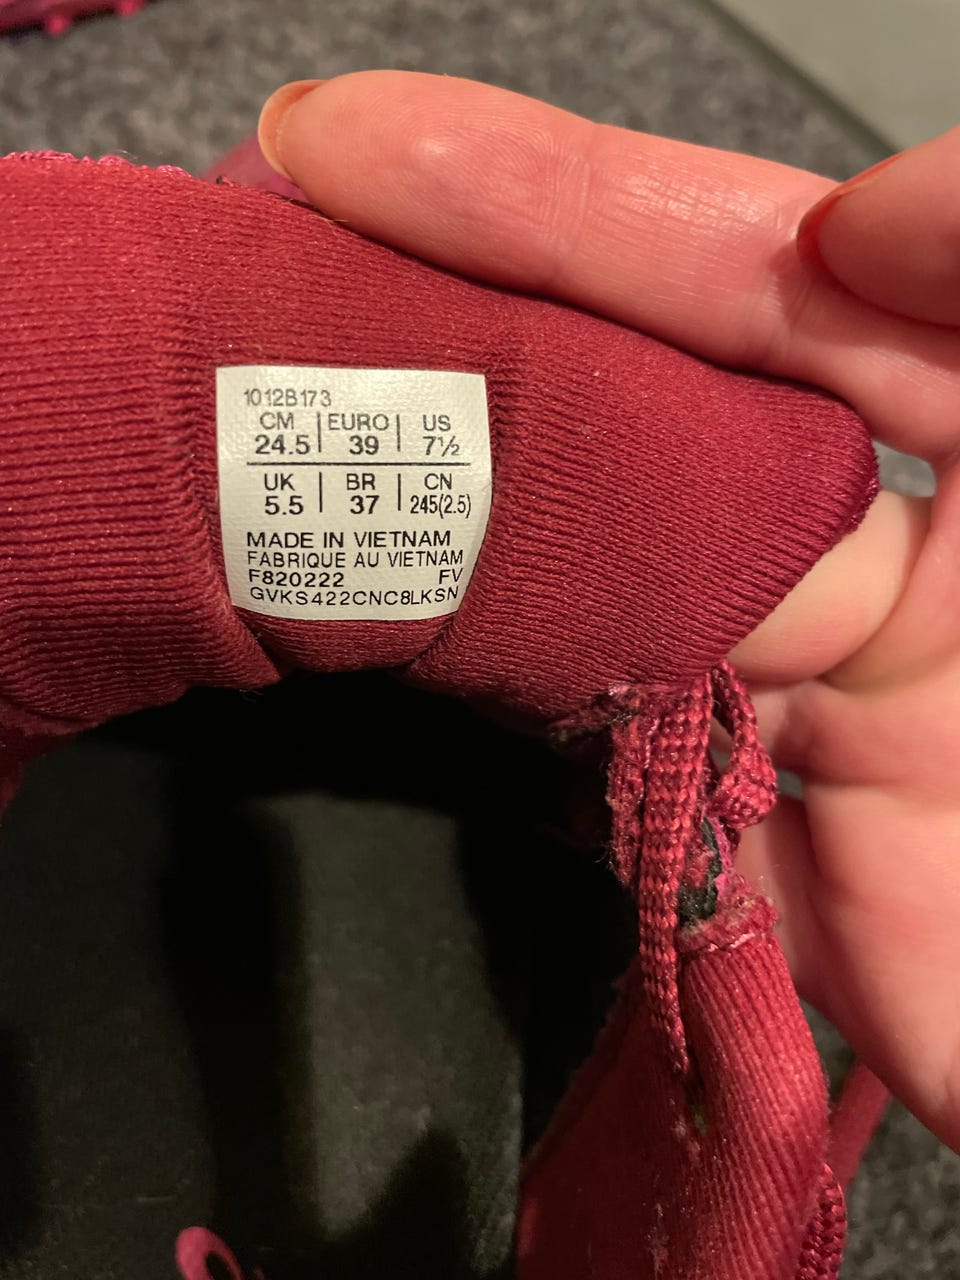 1012B173
CM EURO US
24.5 39 7½
UK BR CN
5.5 37 245(2.5)
MADE IN VIETNAM
FABRIQUE AU VIETNAM
F820222 FV
GVKS422CNC8LKSN